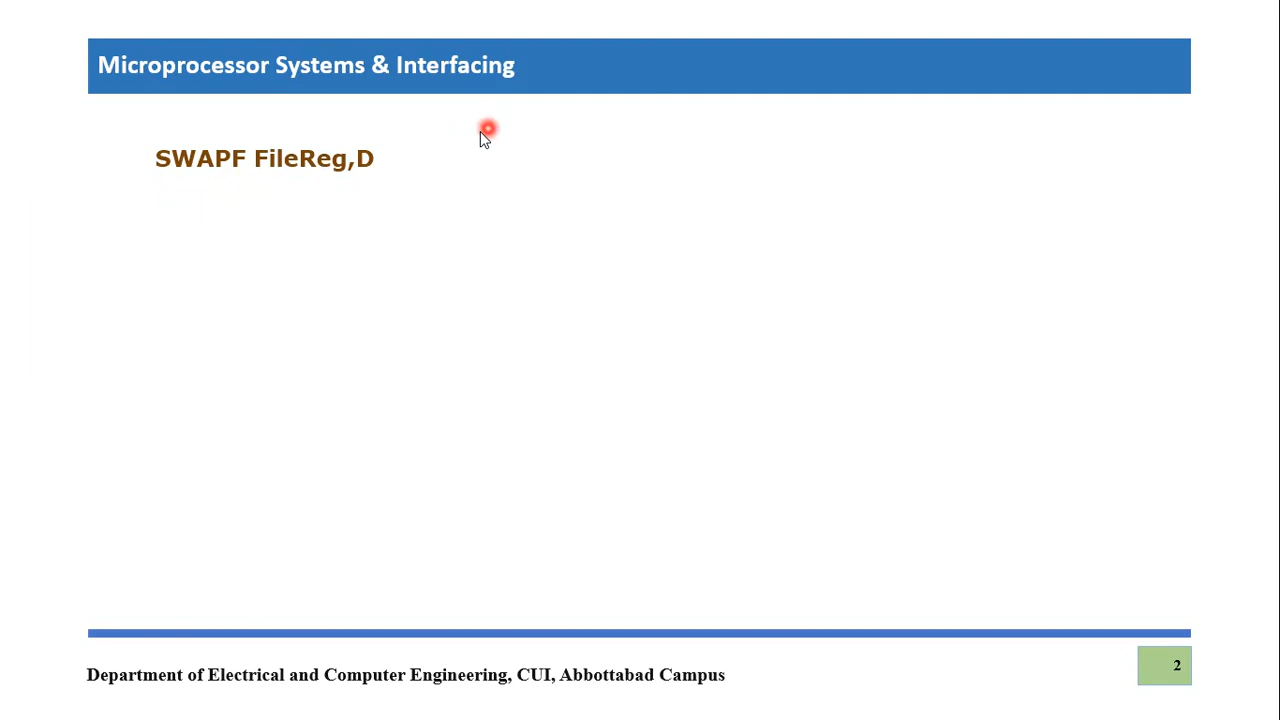 Microprocessor Systems & Interfacing
SWAPF FileReg,D
Department of Electrical and Computer Engineering, CUI, Abbottabad Campus
2